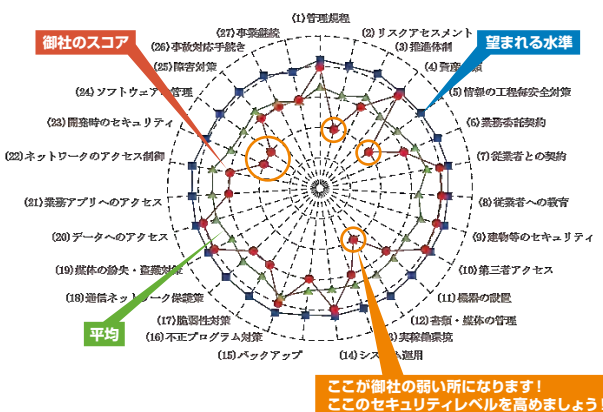 (1)管理規程
(2)リスクアセスメント
(3)推進体制
(4)資産
(5)情報の工程毎安全対策
(6)業務委託契約
(7)従業者との契約
(8)従業者への教育
(9)建物等のセキュリティ
(10)第三者アクセス
(11)機器の設置
(12)書類・媒体の管理
実稼働環境
(14)シス 運用
(15)バックアップ
(16)不正プログラム対策
(17)脆弱性対策
(18)通信ネットワーク保護策
(19)媒体の紛失・盗難対策
(20)データへのアクセス
(21)業務アプリへのアクセス
(22)ネットワークのアクセス制御
(23)開発時のセキュリティ
(24)ソフトウェア 管理
(25)障害対策
(26)事故対応手続き
(27)事業継続
御社のスコア
望まれる水準
平均
ここが御社の弱い所になります!
ここのセキュリティレベルを高めましょう!